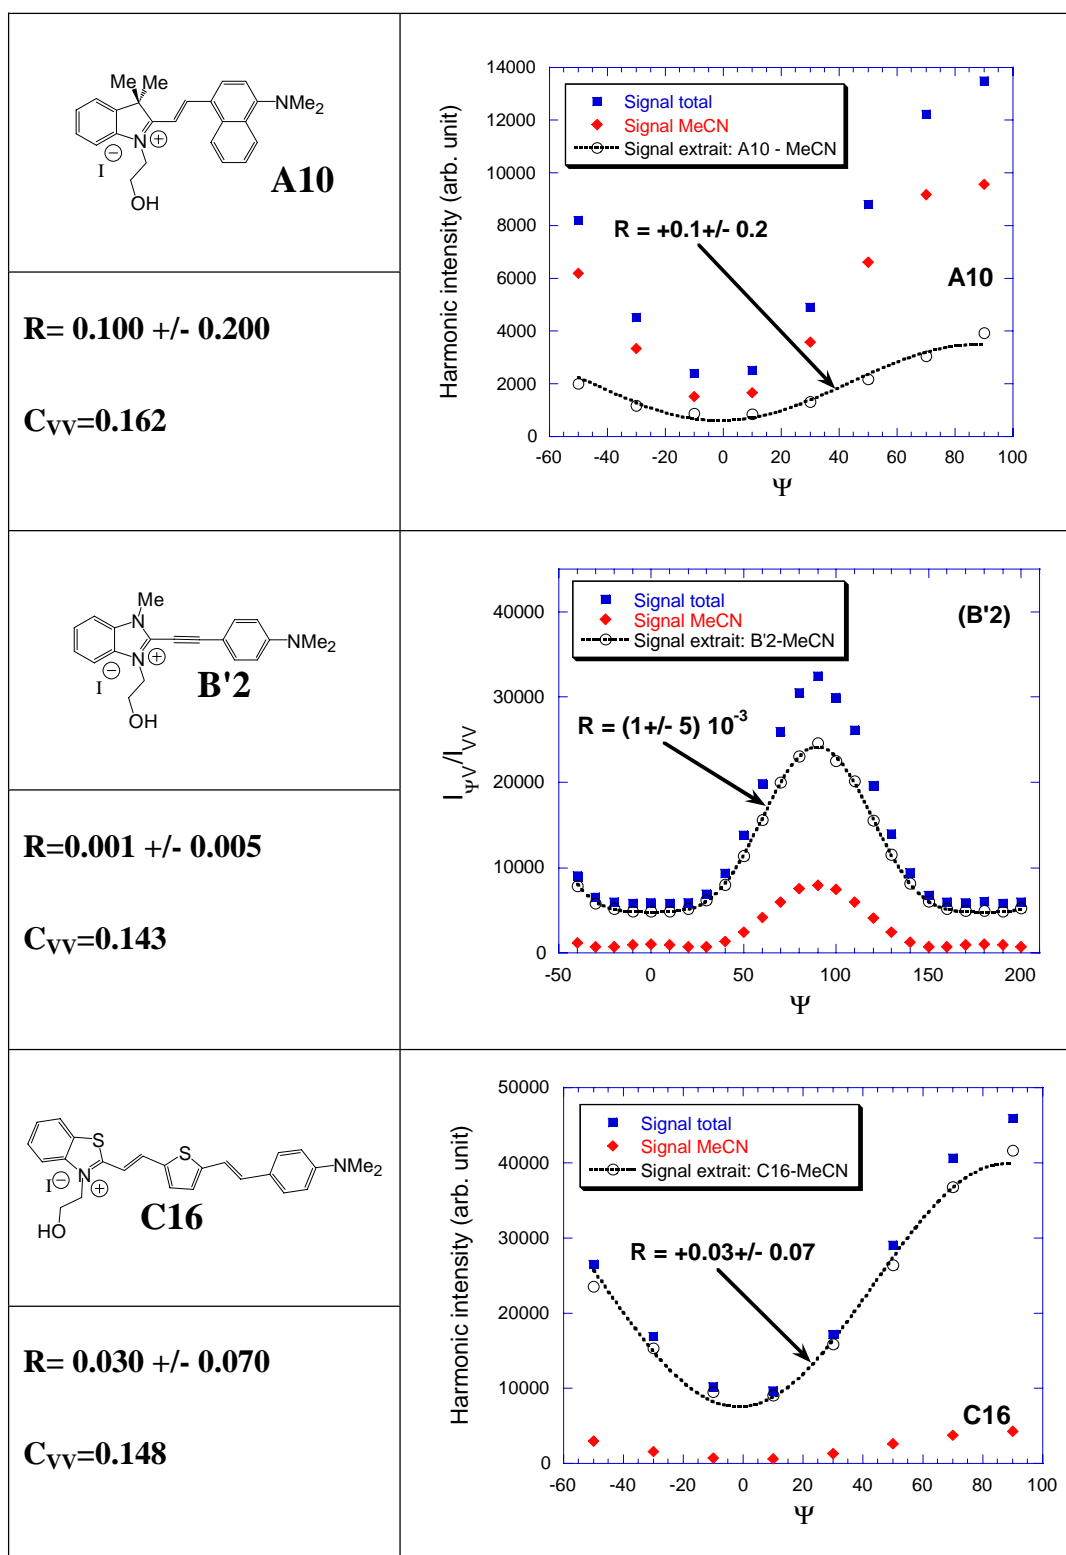 Me Me
NMe2
N
+
I−
OH
A10
R= 0.100 +/- 0.200
CVV=0.162
14000
12000
10000
8000
6000
4000
2000
0
Harmonic intensity (arb. unit)
Signal total
Signal MeCN
Signal extrait: A10 - MeCN
R = +0.1+/- 0.2
A10
-60 -40 -20 0 20 40 60 80 100
Ψ
Me
N
NMe2
N
+
I−
OH
B'2
R=0.001 +/- 0.005
CVV=0.143
40000
30000
20000
10000
0
IΨV/IVV
Signal total
Signal MeCN
Signal extrait: B'2-MeCN
(B'2)
R = (1+/- 5) 10-3
-50 0 50 100 150 200
Ψ
S
S
NMe2
N
+
I−
HO
C16
R= 0.030 +/- 0.070
CVV=0.148
50000
40000
30000
20000
10000
0
Harmonic intensity (arb. unit)
Signal total
Signal MeCN
Signal extrait: C16-MeCN
R = +0.03+/- 0.07
C16
-60 -40 -20 0 20 40 60 80 100
Ψ